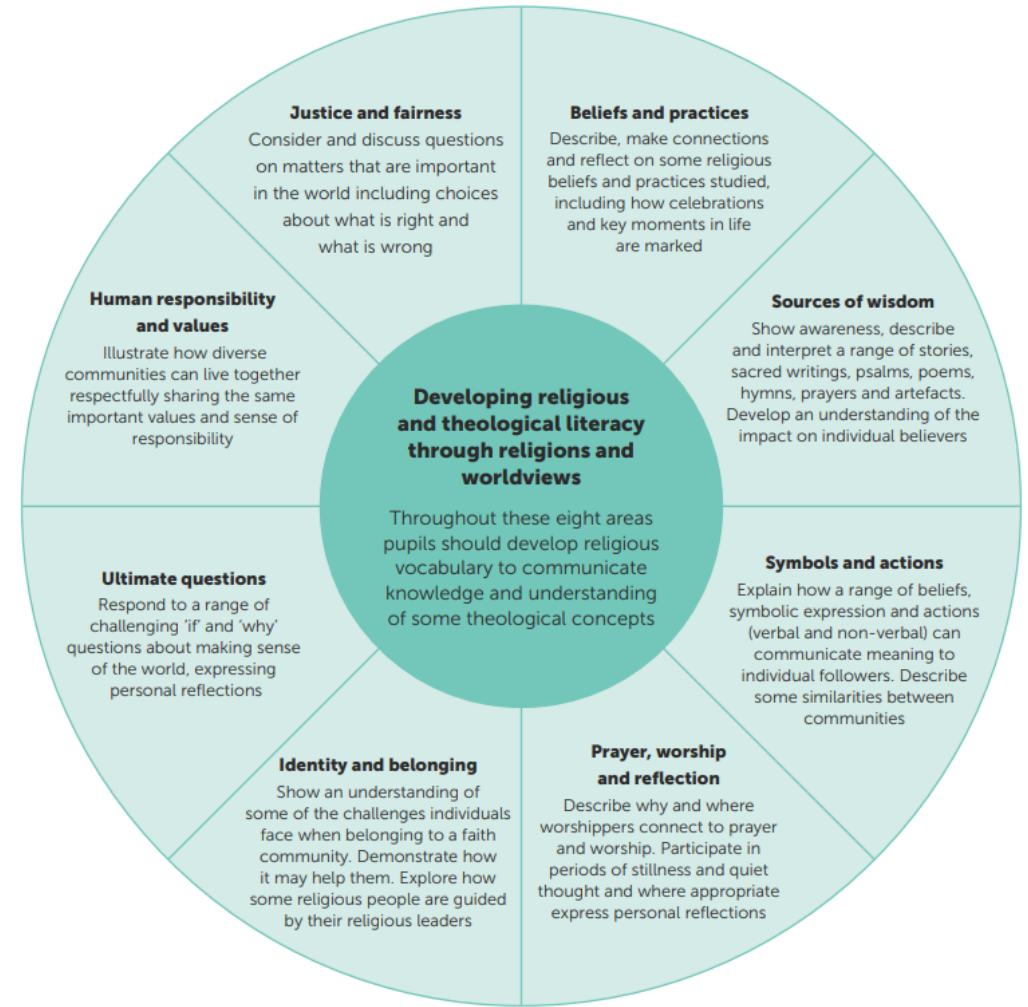 Justice and fairness
Consider and discuss questions
on matters that are important
in the world including choices
about what is right and
what is wrong
Beliefs and practices
Describe, make connections
and reflect on some religious
beliefs and practices studied,
including how celebrations
and key moments in life
are marked
Sources of wisdom
Show awareness, describe
and interpret a range of stories,
sacred writings, psalms, poems,
hymns, prayers and artefacts.
Develop an understanding of the
impact on individual believers
Symbols and actions
Explain how a range of beliefs,
symbolic expression and actions
(verbal and non-verbal) can
communicate meaning to
individual followers. Describe
some similarities between
communities
Prayer, worship
and reflection
Describe why and where
worshippers connect to prayer
and worship. Participate in
periods of stillness and quiet
thought and where appropriate
express personal reflections
Identity and belonging
Show an understanding of
some of the challenges individuals
face when belonging to a faith
community. Demonstrate how
it may help them. Explore how
some religious people are guided
by their religious leaders
Ultimate questions
Respond to a range of
challenging ‘if’ and ‘why’
questions about making sense
of the world, expressing
personal reflections
Human responsibility
and values
Illustrate how diverse
communities can live together
respectfully sharing the same
important values and sense of
responsibility
Developing religious
and theological literacy
through religions and
worldviews
Throughout these eight areas
pupils should develop religious
vocabulary to communicate
knowledge and understanding
of some theological concepts